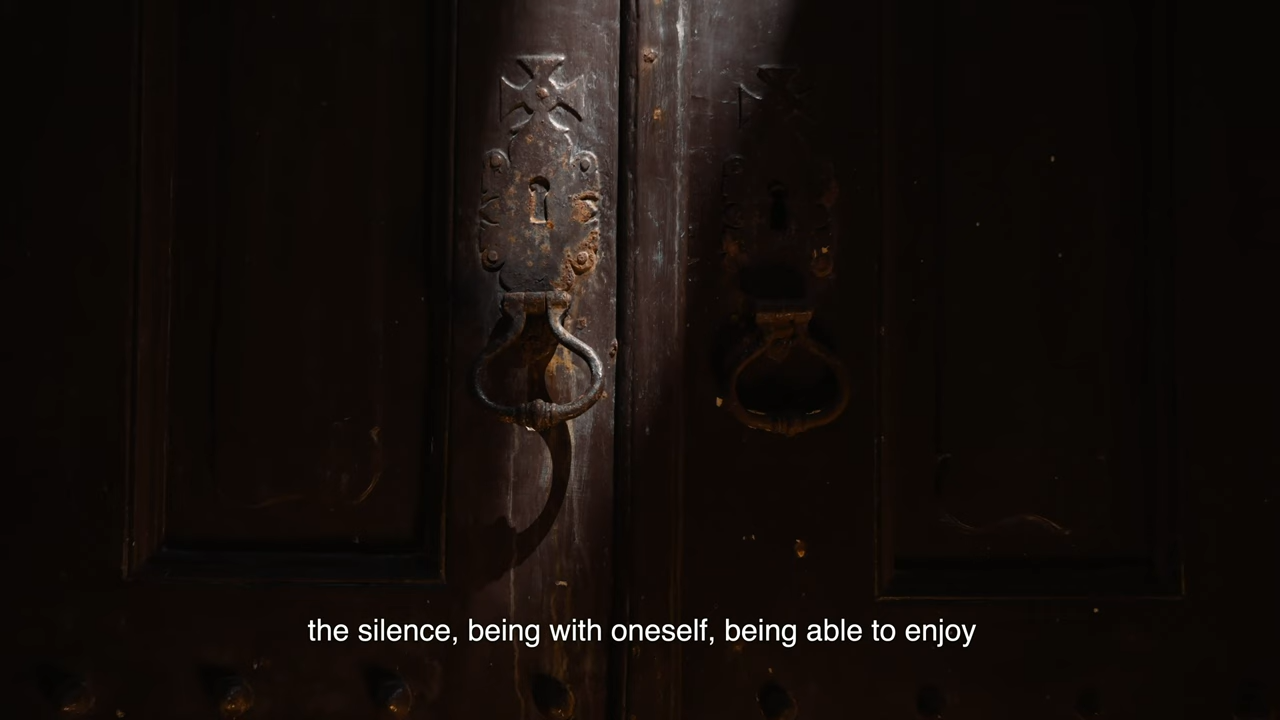 the silence, being with oneself, being able to enjoy